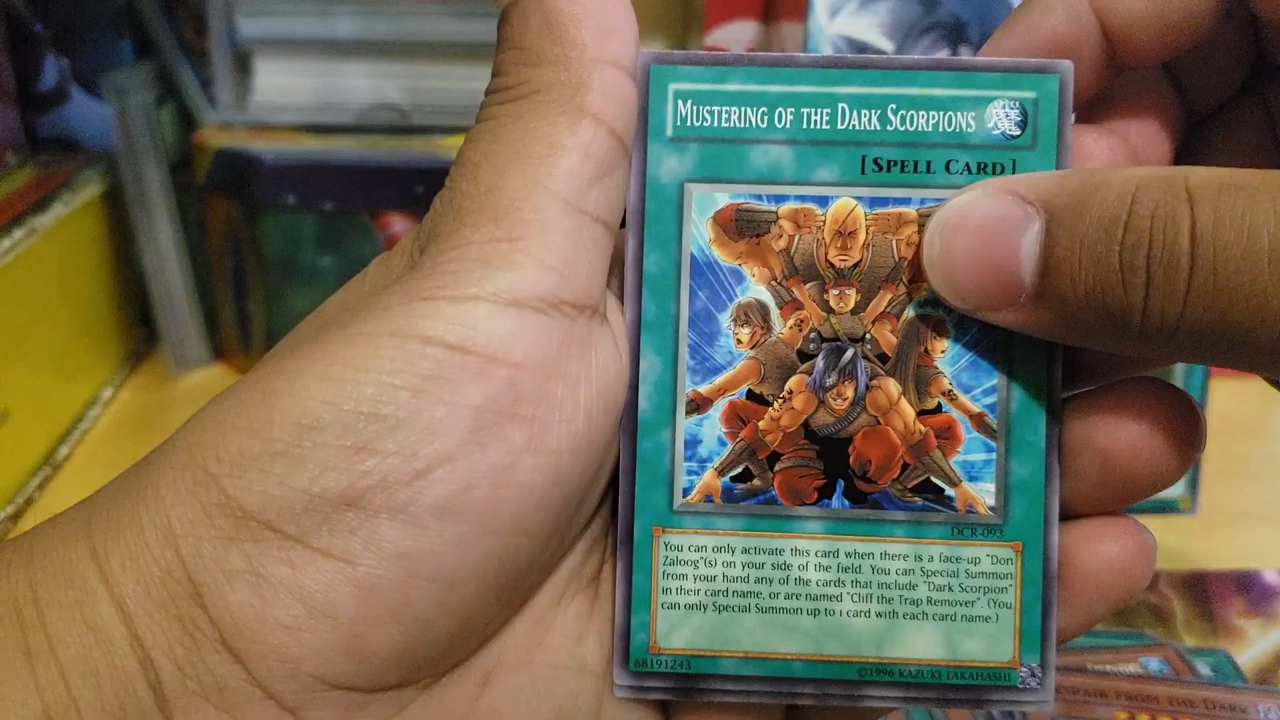 MUSTERING OF THE DARK SCORPIONS
[SPELL CARD]
DCR-093
You can only activate this card when there is a face-up "Don
Zaloog"(s) on your side of the field. You can Special Summon
from your hand any of the cards that include "Dark Scorpion"
in their card name, or are named "Cliff the Trap Remover". (You
can only Special Summon up to 1 card with each card name.)
68191243
©1996 KAZUKI TAKAHASHI
FROM THE DARK